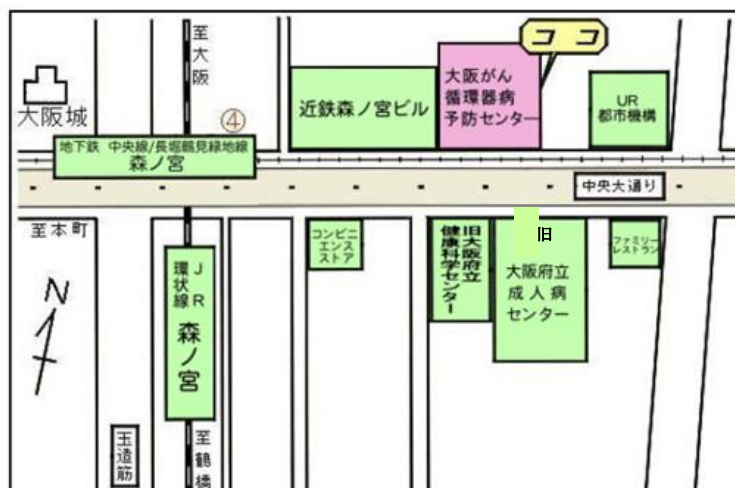 至大阪
ココ
大阪城
④
近鉄森ノ宮ビル
大阪がん
循環器病
予防センター
UR
都市機構
地下鉄 中央線/長堀鶴見緑地線
森ノ宮
中央大通り
至本町
コンビニ
エンス
ストア
旧大阪府立
健康科学センター
旧
大阪府立
成人病
センター
ファミリー
レストラン
N
JR
環状線
森ノ宮
玉造筋
至鶴橋